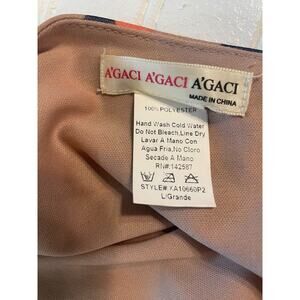 A'GACI A'GACI A'GACI
MADE IN CHINA
100% POLYESTER
Hand Wash Cold Water
Do Not Bleach, Line Dry
Lavar A Mano Con
Agua Fria, No Cloro
Secade A Mano
RN#: 142587
STYLE#:XA10660P2
L/Grande